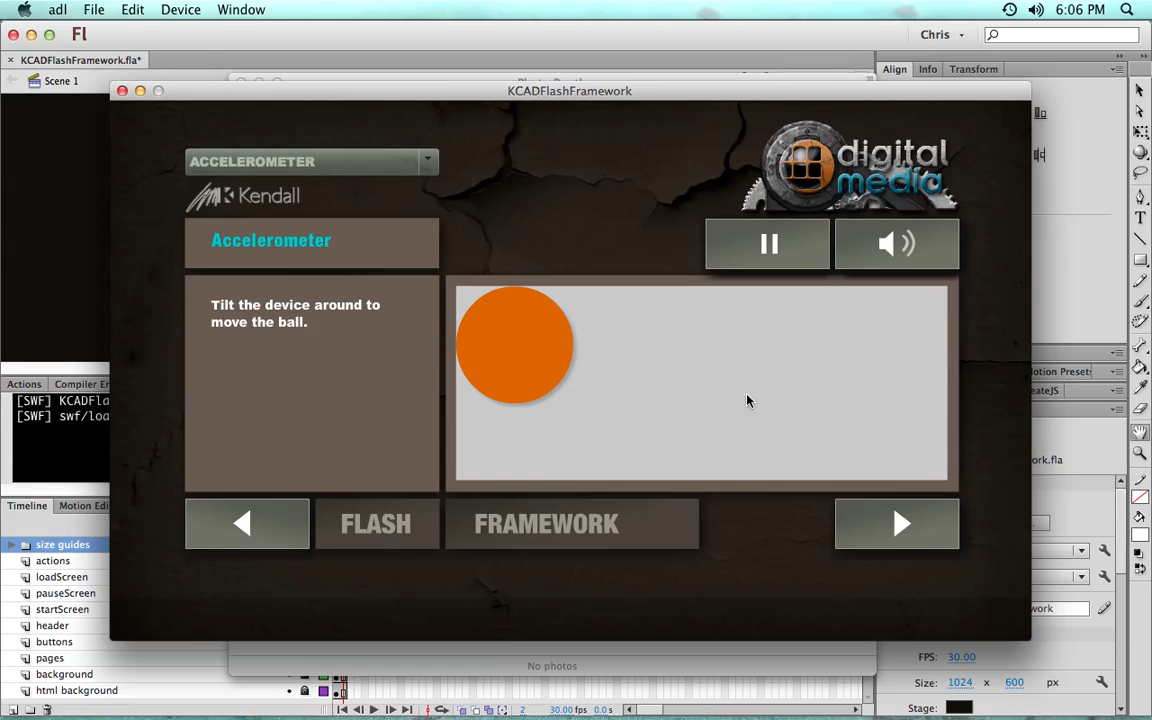 adl File Edit Device Window 6:06 PM
Fl Chris
KCADFlashFramework.fla*
Scene 1
Align Info Transform
KCADFlashFramework
ACCELEROMETER
Kendall
digital
media
Accelerometer
Tilt the device around to
move the ball.
FLASH FRAMEWORK
Actions Compiler Er
[SWF] KCADFla
[SWF] swf/loa
Motion Presets
eateJS
rk.fla
Timeline Motion Edi
size guides
actions
loadScreen
pauseScreen
startScreen
header
buttons
pages
background
html background
No photos
2 30.00 fps 0.0 s
work
FPS: 30.00
Size: 1024 x 600 px
Stage: